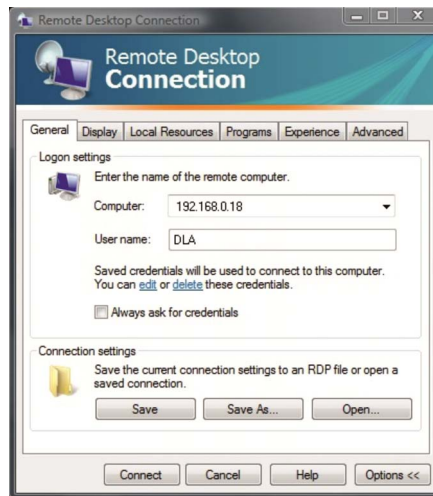 Remote Desktop Connection
Remote Desktop
Connection
General Display Local Resources Programs Experience Advanced
Logon settings
Enter the name of the remote computer.
Computer: 192.168.0.18
User name: DLA
Saved credentials will be used to connect to this computer.
You can edit or delete these credentials.
Always ask for credentials
Connection settings
Save the current connection settings to an RDP file or open a
saved connection.
Save Save As... Open...
Connect Cancel Help Options <<